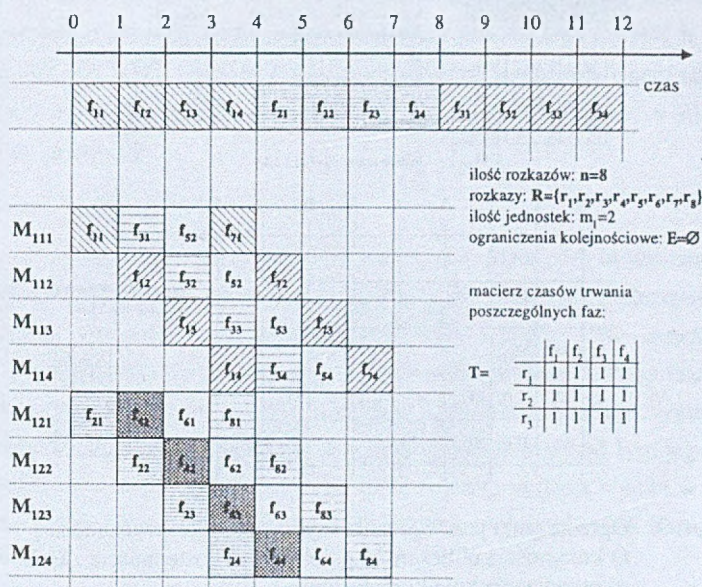 0 1 2 3 4 5 6 7 8 9 10 11 12
czas
f11 f12 f13 f14 f21 f22 f23 f24 f31 f32 f33 f34
ilość rozkazów: n=8
rozkazy: R={r1,r2,r3,r4,r5,r6,r7,r8}
ilość jednostek: m1=2
ograniczenia kolejnościowe: E=Ø
M111 f11 f31 f52 f71
M112 f12 f32 f52 f72
macierz czasów trwania
poszczególnych faz:
M113 f13 f33 f53 f73
M114 f14 f34 f54 f74
T=
f1 f2 f3 f4
r1 1 1 1 1
r2 1 1 1 1
r3 1 1 1 1
M121 f21 f42 f61 f81
M122 f22 f42 f62 f82
M123 f23 f63 f83
M124 f24 f44 f64 f84